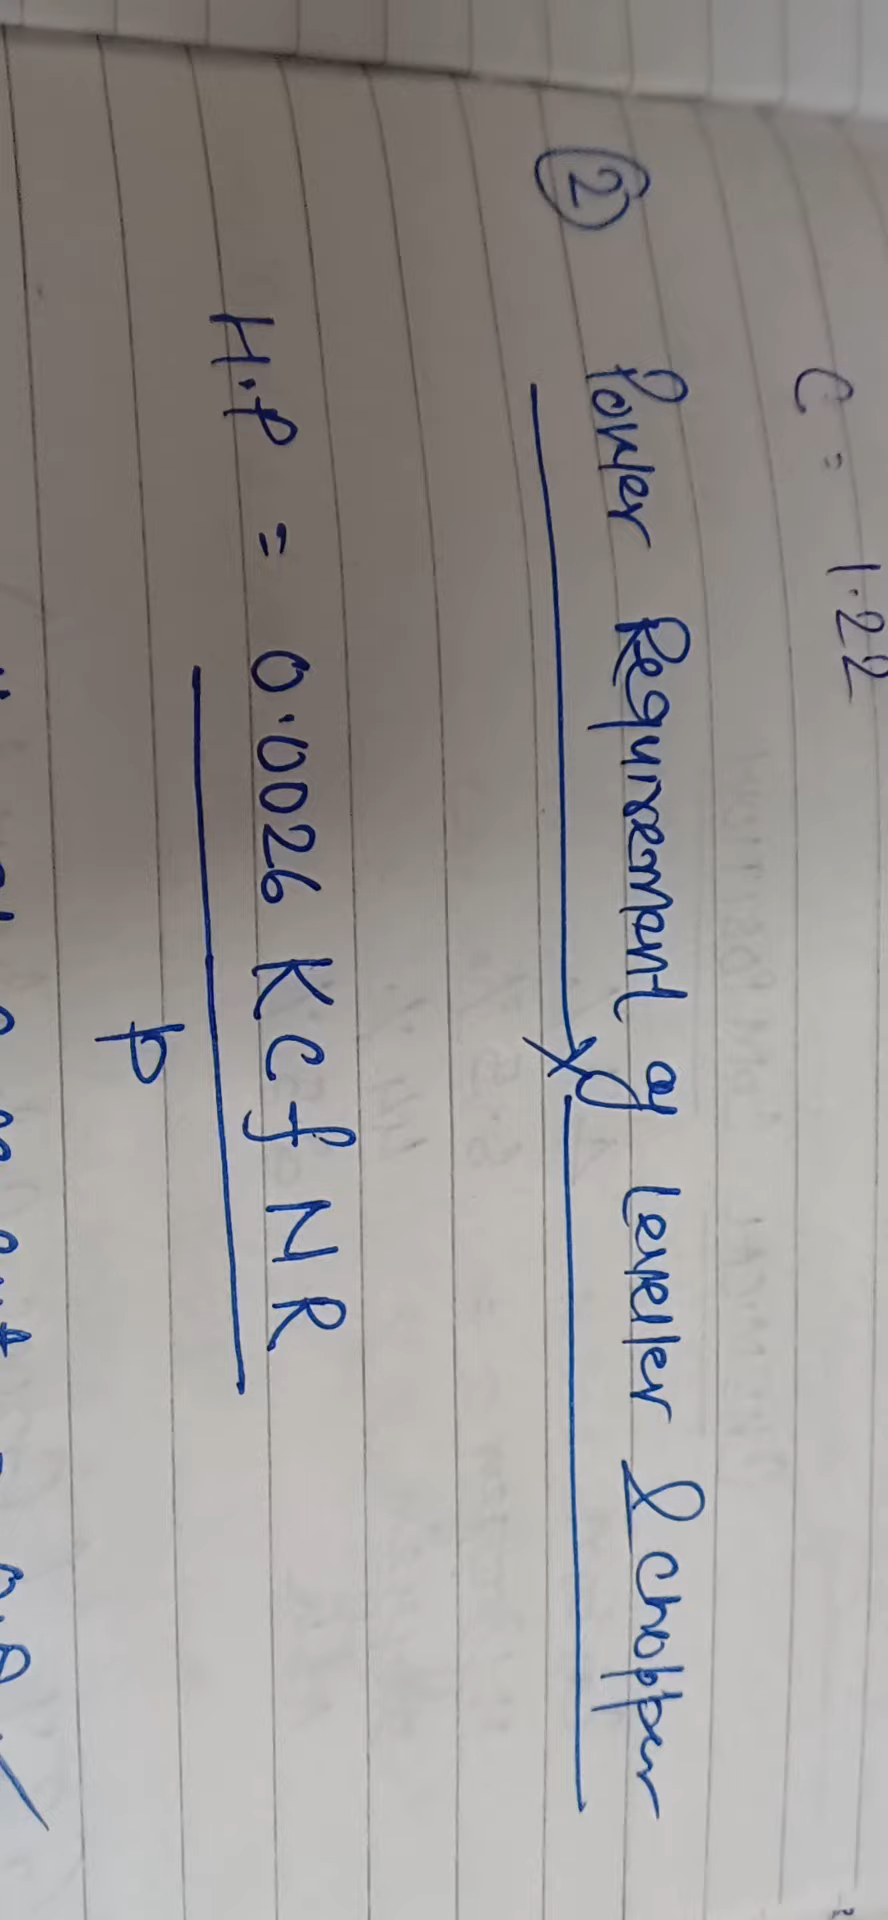 C = 1.22
② Power Requirement of leveller & chopper
H.P = 0.0026 K C f N R
p